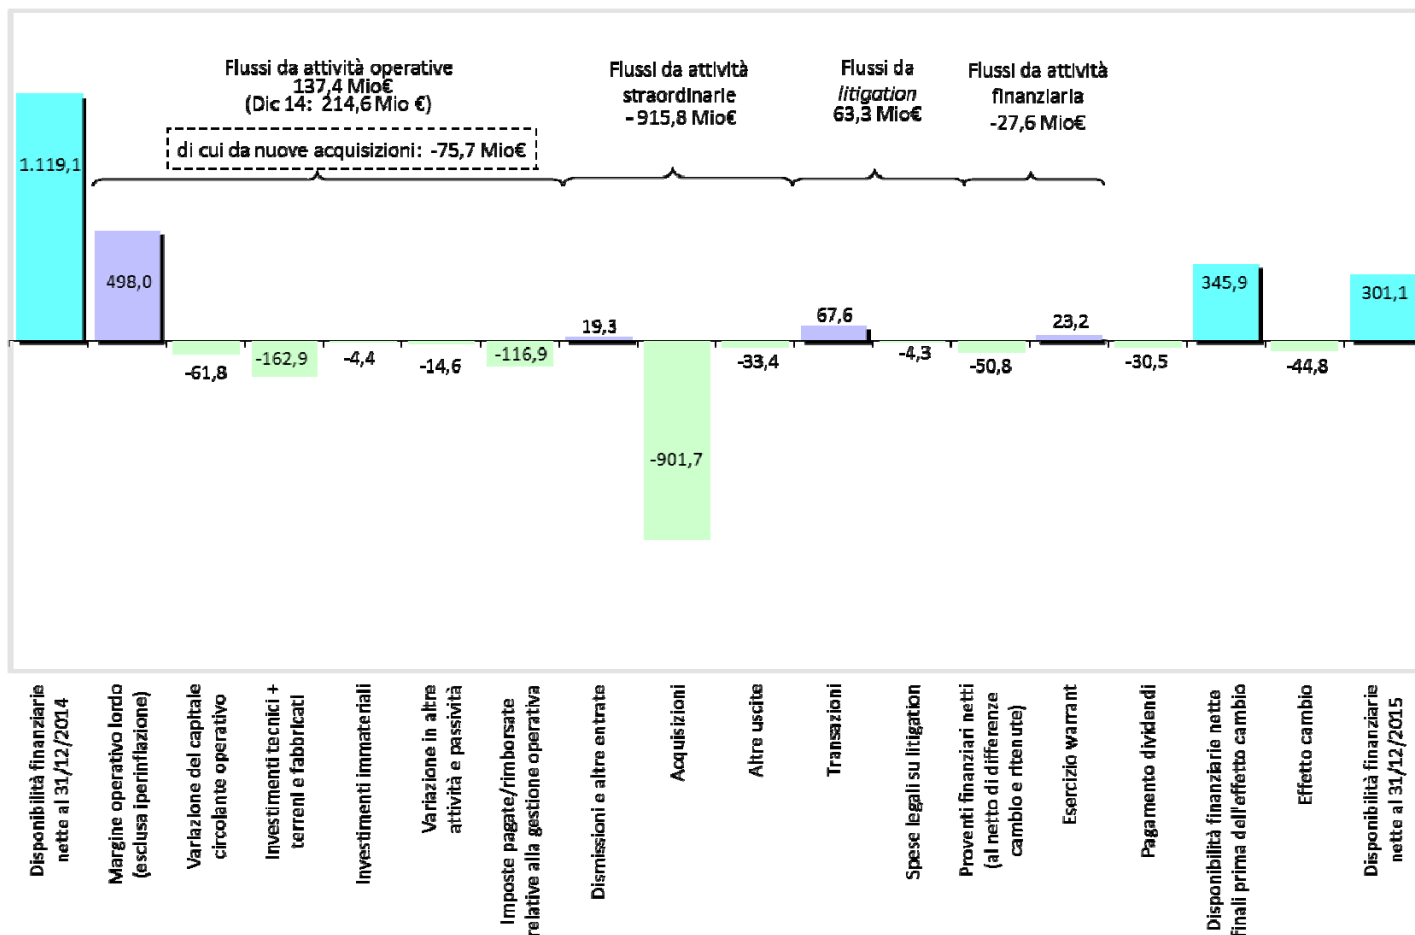 Flussi da attività operative
137,4 Mio€
(Dic 14: 214,6 Mio €)
di cui da nuove acquisizioni: -75,7 Mio€
Flussi da attività
straordinarie
- 915,8 Mio€
Flussi da
litigation
63,3 Mio€
Flussi da attività
finanziaria
-27,6 Mio€
1.119,1
498,0
-61,8
-162,9
-4,4
-14,6
-116,9
19,3
-901,7
-33,4
67,6
-4,3
-50,8
23,2
-30,5
345,9
-44,8
301,1
Disponibilità finanziarie
nette al 31/12/2014
Margine operativo lordo
(esclusa iperinflazione)
Variazione del capitale
circolante operativo
Investimenti tecnici +
terreni e fabbricati
Investimenti immateriali
Variazione in altre
attività e passività
Imposte pagate/rimborsate
relative alla gestione operativa
Dismissioni e altre entrate
Acquisizioni
Altre uscite
Transazioni
Spese legali su litigation
Proventi finanziari netti
(al netto di differenze
cambio e ritenute)
Esercizio warrant
Pagamento dividendi
Disponibilità finanziarie nette
finali prima dell'effetto cambio
Effetto cambio
Disponibilità finanziarie
nette al 31/12/2015